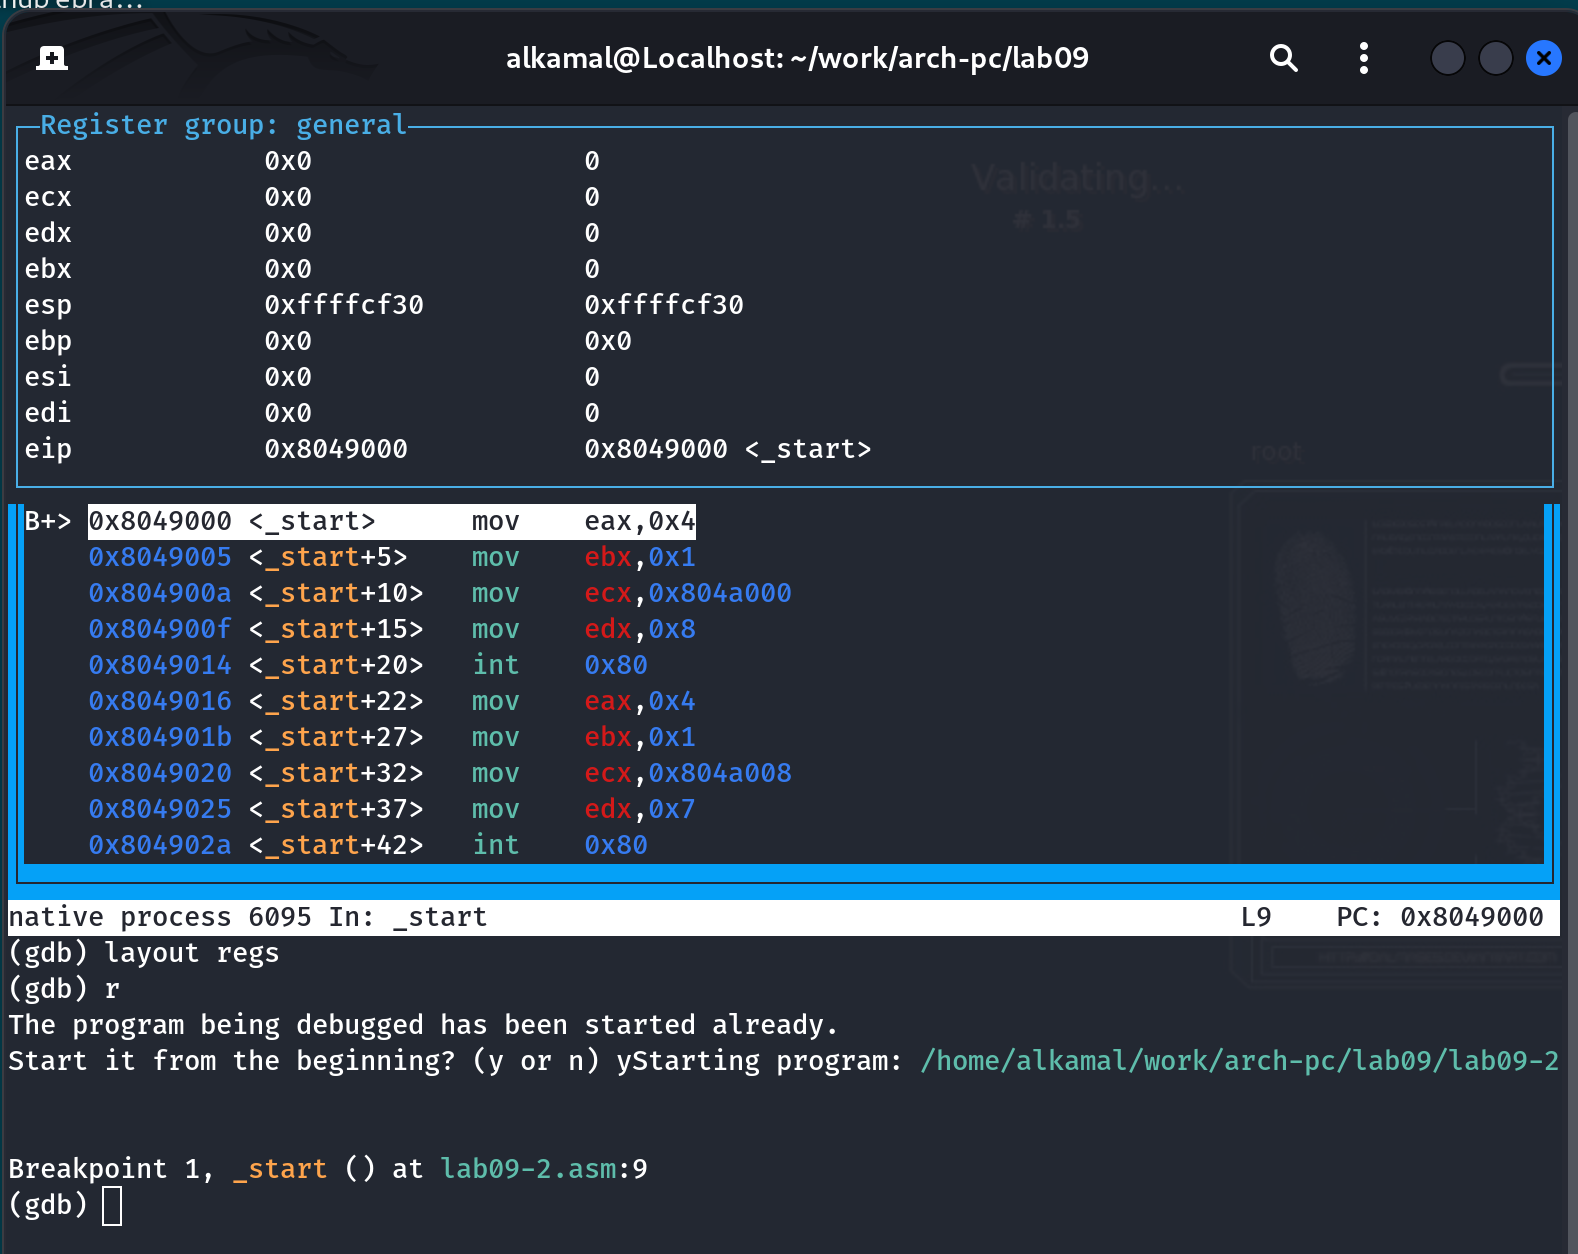 alkamal@Localhost: ~/work/arch-pc/lab09
Register group: general
eax 0x0 0
ecx 0x0 0
edx 0x0 0
ebx 0x0 0
esp 0xffffcf30 0xffffcf30
ebp 0x0 0x0
esi 0x0 0
edi 0x0 0
eip 0x8049000 0x8049000 <_start>
Validating...
# 1.5
root
B+> 0x8049000 <_start> mov eax,0x4
0x8049005 <_start+5> mov ebx,0x1
0x804900a <_start+10> mov ecx,0x804a000
0x804900f <_start+15> mov edx,0x8
0x8049014 <_start+20> int 0x80
0x8049016 <_start+22> mov eax,0x4
0x804901b <_start+27> mov ebx,0x1
0x8049020 <_start+32> mov ecx,0x804a008
0x8049025 <_start+37> mov edx,0x7
0x804902a <_start+42> int 0x80
native process 6095 In: _start L9 PC: 0x8049000
(gdb) layout regs
(gdb) r
The program being debugged has been started already.
Start it from the beginning? (y or n) yStarting program: /home/alkamal/work/arch-pc/lab09/lab09-2
Breakpoint 1, _start () at lab09-2.asm:9
(gdb)